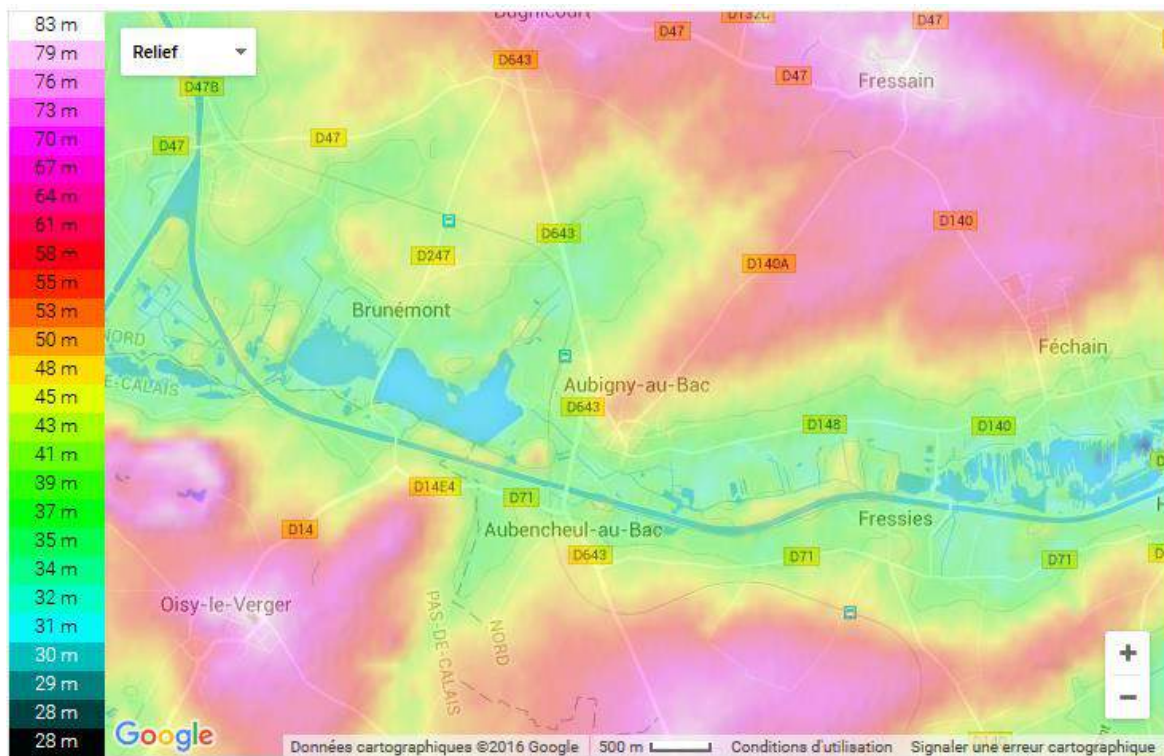 83 m
79 m
76 m
73 m
70 m
67 m
64 m
61 m
58 m
55 m
53 m
50 m
48 m
45 m
43 m
41 m
39 m
37 m
35 m
34 m
32 m
31 m
30 m
29 m
28 m
28 m
Relief
D132C
D47
D47
D643
D47
Fressain
D47B
D47
D47
D140
D643
D247
D140A
Brunémont
NORD
Féchain
Aubigny-au-Bac
D643
D148
D140
D14E4
D71
Fressies
D14
Aubencheul-au-Bac
D643
D71
D71
Oisy-le-Verger
PAS-DE-CALAIS
NORD
+
−
Google
Données cartographiques ©2016 Google
500 m
Conditions d'utilisation
Signaler une erreur cartographique